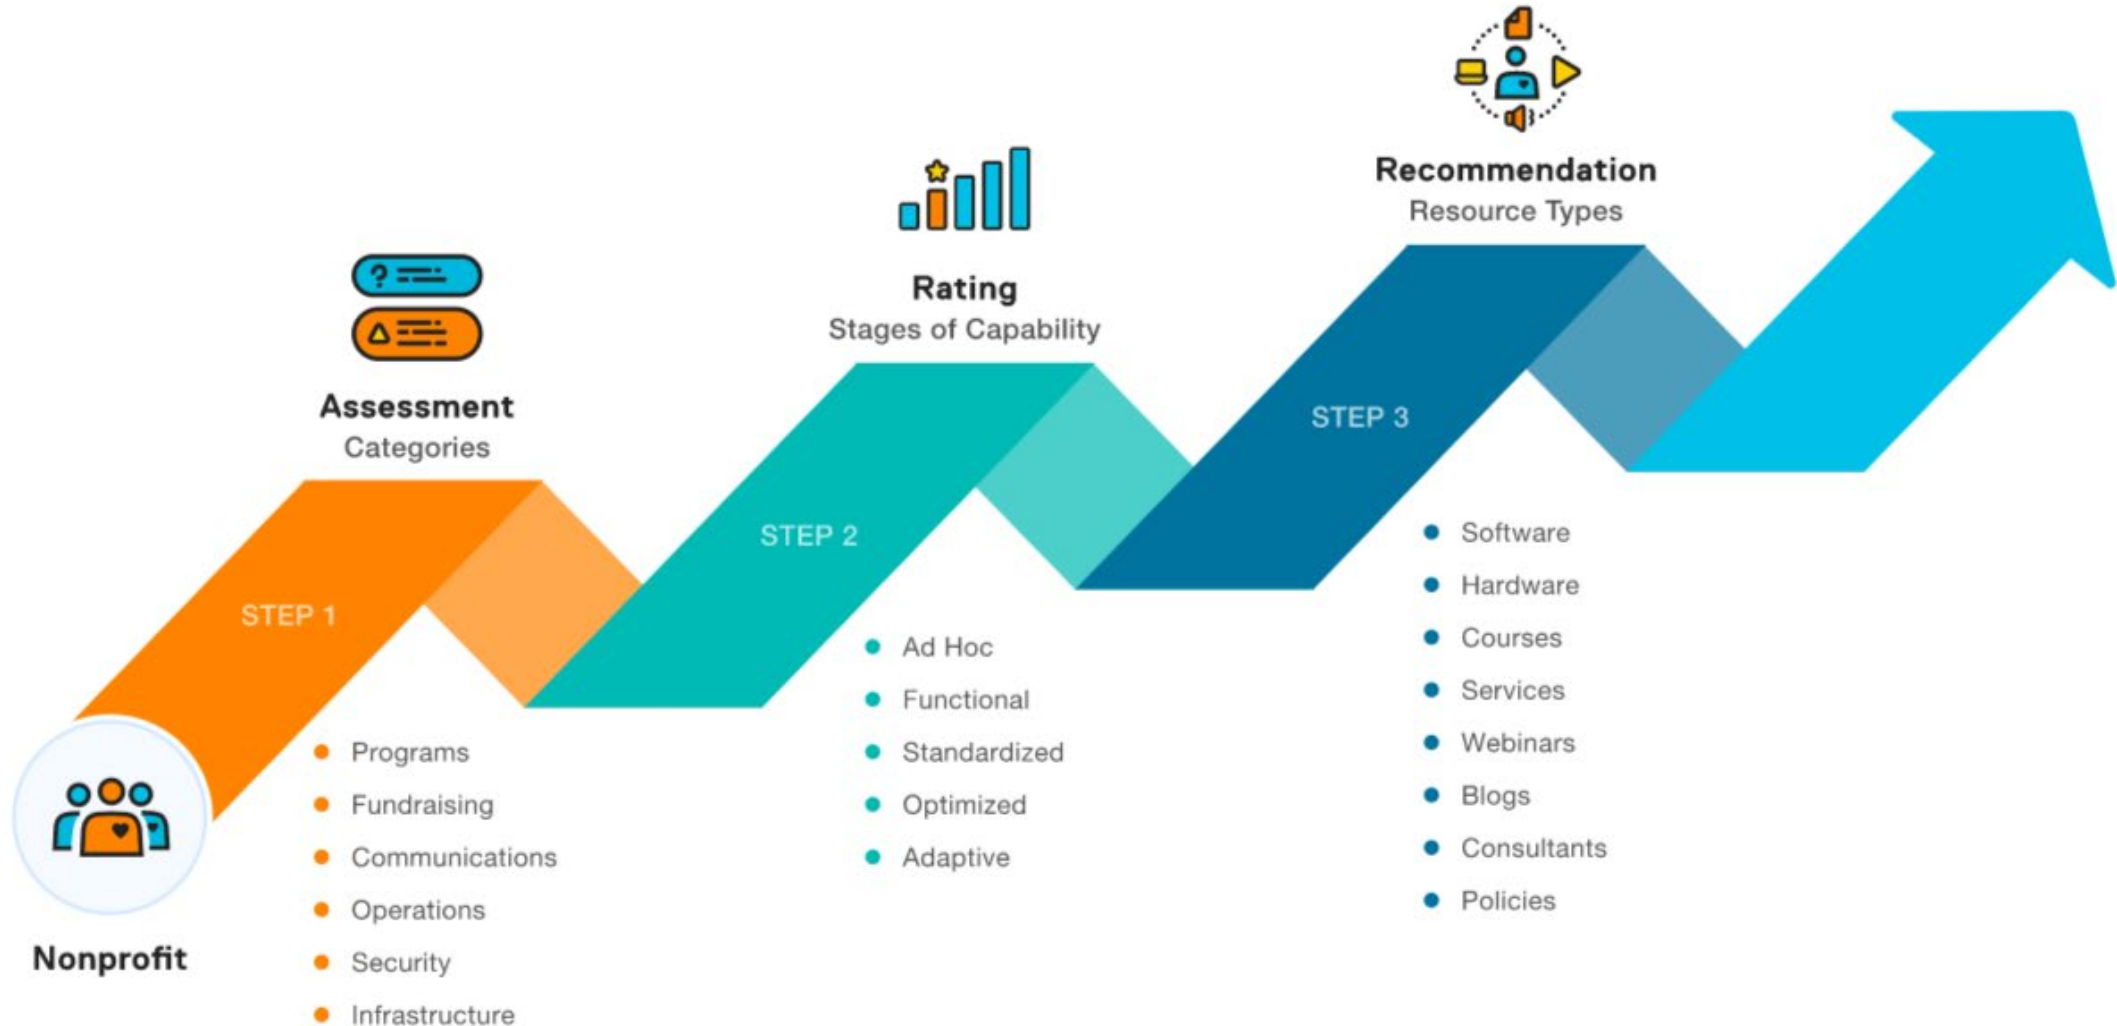 Nonprofit
Assessment
Categories
STEP 1
Programs
Fundraising
Communications
Operations
Security
Infrastructure
Rating
Stages of Capability
STEP 2
Ad Hoc
Functional
Standardized
Optimized
Adaptive
Recommendation
Resource Types
STEP 3
Software
Hardware
Courses
Services
Webinars
Blogs
Consultants
Policies